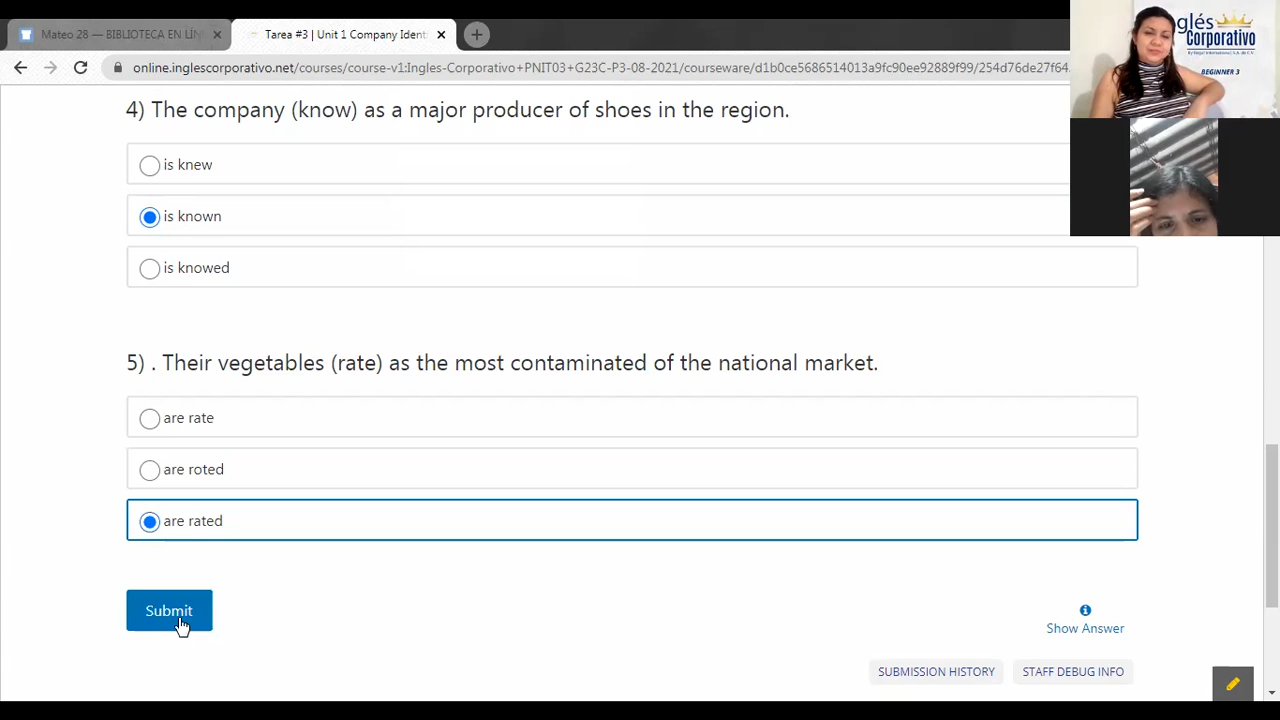 Mateo 28 — BIBLIOTECA EN LÍN
Tarea #3 | Unit 1 Company Ident
online.inglescorporativo.net/courses/course-v1:Ingles-Corporativo+PNIT03+G23C-P3-08-2021/courseware/d1b0ce5686514013a9fc90ee92889f99/254d76de27f64
glés
Corporativo
BEGINNER 3
4) The company (know) as a major producer of shoes in the region.
is knew
is known
is knowed
5) . Their vegetables (rate) as the most contaminated of the national market.
are rate
are roted
are rated
Submit
Show Answer
SUBMISSION HISTORY
STAFF DEBUG INFO